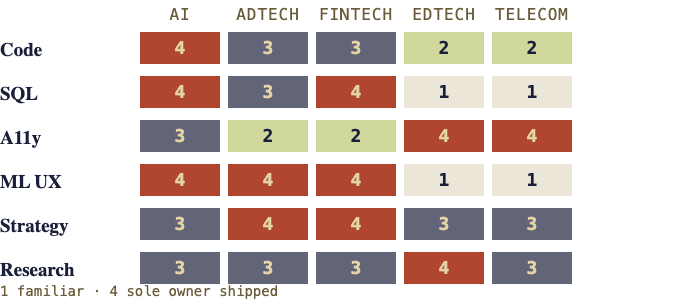 AI ADTECH FINTECH EDTECH TELECOM
Code 4 3 3 2 2
SQL 4 3 4 1 1
A11y 3 2 2 4 4
ML UX 4 4 4 1 1
Strategy 3 4 4 3 3
Research 3 3 3 4 3
1 familiar · 4 sole owner shipped